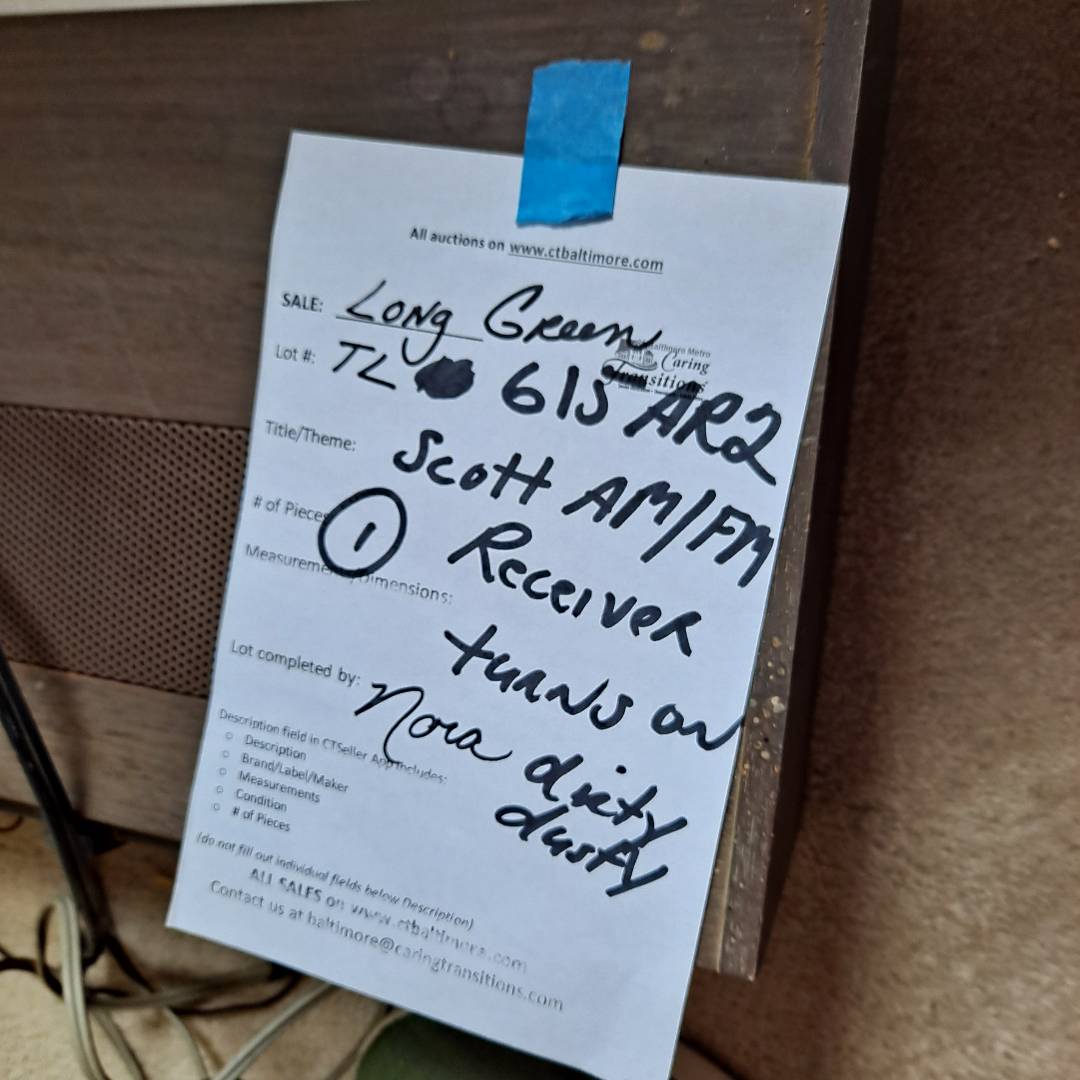 All auctions on www.ctbaltimore.com
SALE: Long Green
Baltimore Metro
Caring
Transitions
Lot #: TL 615 AR2
Title/Theme: Scott AM/FM
# of Pieces 1 Receiver
Measurements/Dimensions:
turns on
Lot completed by: Nora dirty
dusty
Description field in CTSeller App includes:
○ Description
○ Brand/Label/Maker
○ Measurements
○ Condition
○ # of Pieces
(do not fill out individual fields below Description)
ALL SALES on www.ctbaltimore.com
Contact us at baltimore@caringtransitions.com